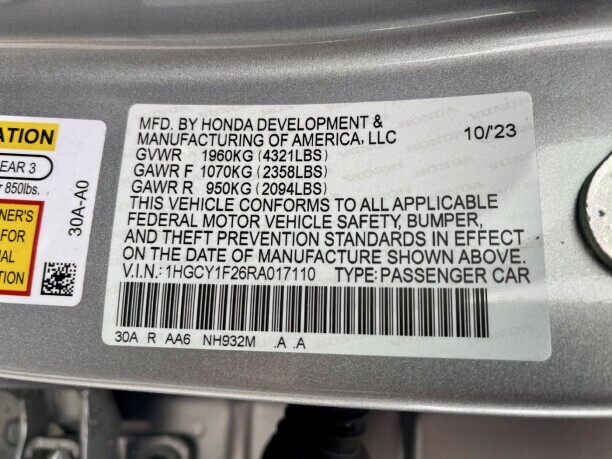 ATION
EAR 3
r 850lbs.
NER'S
FOR
NAL
TION
30A-A0
MFD. BY HONDA DEVELOPMENT &
MANUFACTURING OF AMERICA, LLC 10/'23
GVWR 1960KG (4321LBS)
GAWR F 1070KG (2358LBS)
GAWR R 950KG (2094LBS)
THIS VEHICLE CONFORMS TO ALL APPLICABLE
FEDERAL MOTOR VEHICLE SAFETY, BUMPER,
AND THEFT PREVENTION STANDARDS IN EFFECT
ON THE DATE OF MANUFACTURE SHOWN ABOVE.
V.I.N.: 1HGCY1F26RA017110 TYPE: PASSENGER CAR
30A R AA6 NH932M .A .A